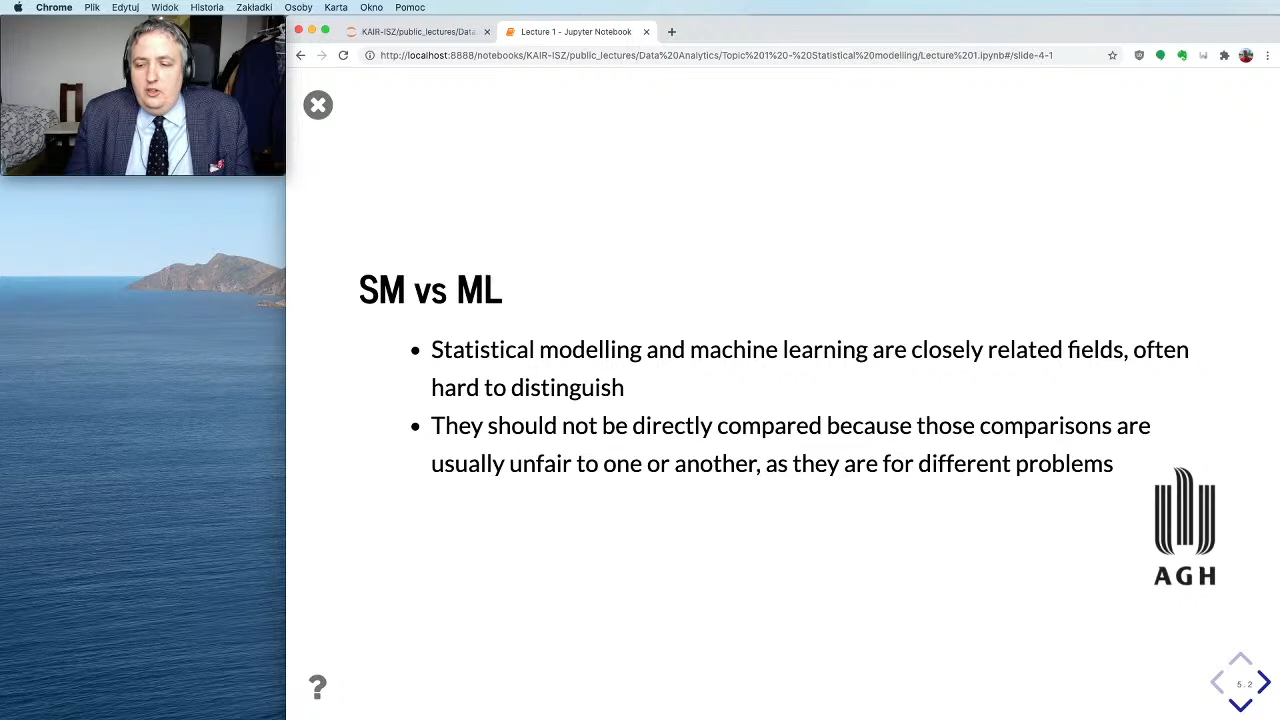 Chrome Plik Edytuj Widok Historia Zakładki Osoby Karta Okno Pomoc
KAIR-ISZ/public_lectures/Data
Lecture 1 - Jupyter Notebook
http://localhost:8888/notebooks/KAIR-ISZ/public_lectures/Data%20Analytics/Topic%201%20-%20Statistical%20modelling/Lecture%201.ipynb#/slide-4-1
SM vs ML
• Statistical modelling and machine learning are closely related fields, often
hard to distinguish
• They should not be directly compared because those comparisons are
usually unfair to one or another, as they are for different problems
AGH
?
5.2